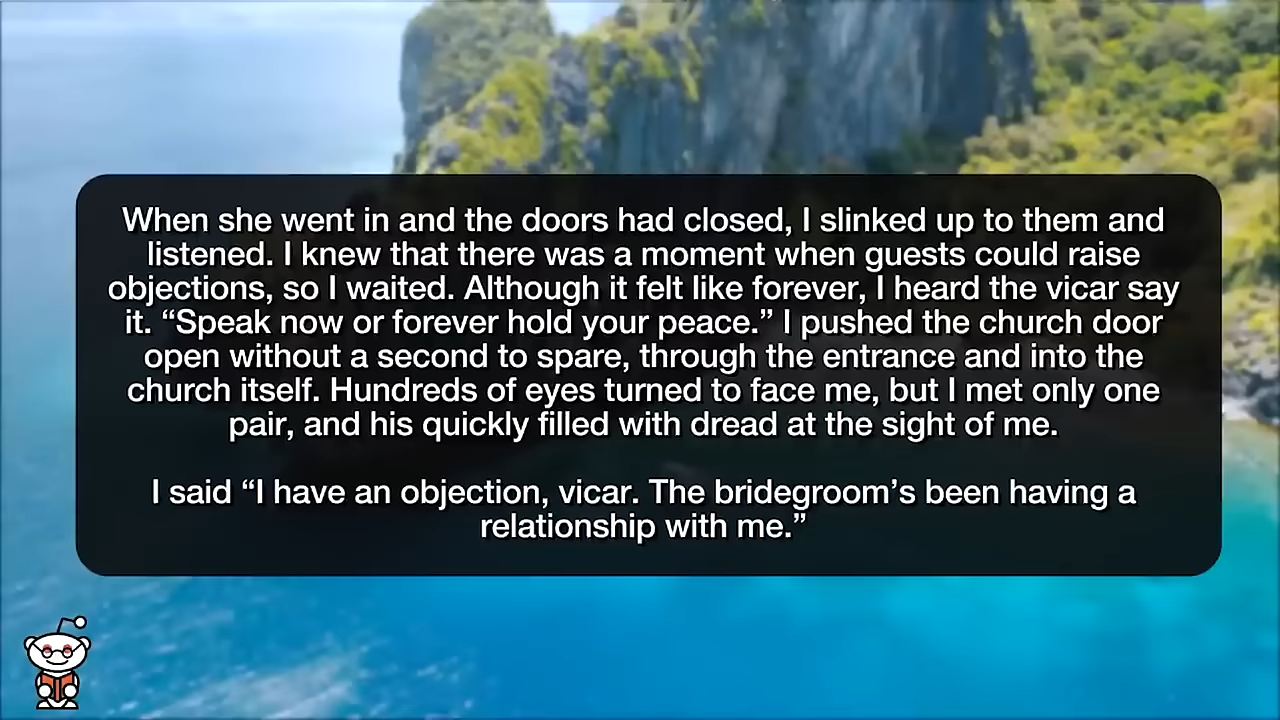 When she went in and the doors had closed, I slinked up to them and
listened. I knew that there was a moment when guests could raise
objections, so I waited. Although it felt like forever, I heard the vicar say
it. “Speak now or forever hold your peace.” I pushed the church door
open without a second to spare, through the entrance and into the
church itself. Hundreds of eyes turned to face me, but I met only one
pair, and his quickly filled with dread at the sight of me.
I said “I have an objection, vicar. The bridegroom’s been having a
relationship with me.”